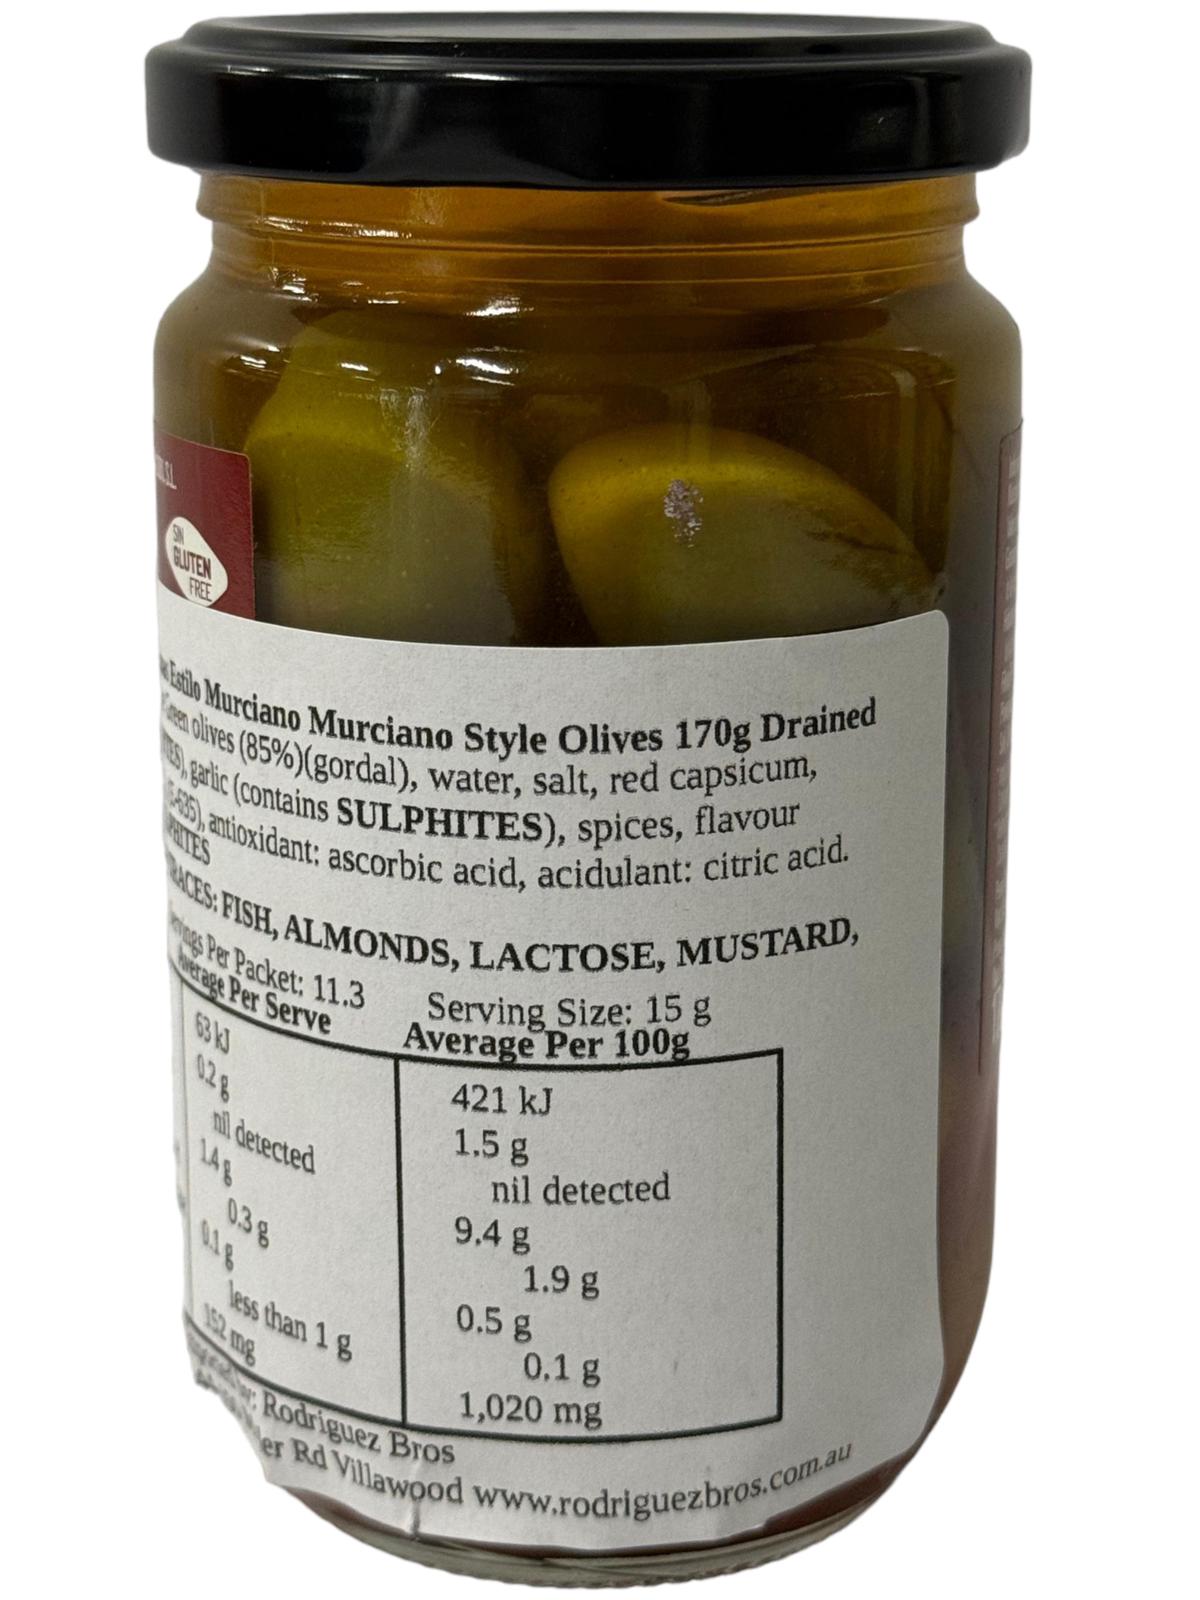 S.L.
SIN
GLUTEN
FREE
Estilo Murciano Murciano Style Olives 170g Drained
Green olives (85%)(gordal), water, salt, red capsicum,
garlic (contains SULPHITES), spices, flavour
antioxidant: ascorbic acid, acidulant: citric acid.
FISH, ALMONDS, LACTOSE, MUSTARD,
Servings Per Packet: 11.3 Serving Size: 15 g
Average Per Serve Average Per 100g
63 kJ 421 kJ
0.2 g 1.5 g
nil detected nil detected
1.4 g 9.4 g
0.3 g 1.9 g
0.1 g 0.5 g
less than 1 g 0.1 g
152 mg 1,020 mg
by: Rodriguez Bros
Rd Villawood www.rodriguezbros.com.au